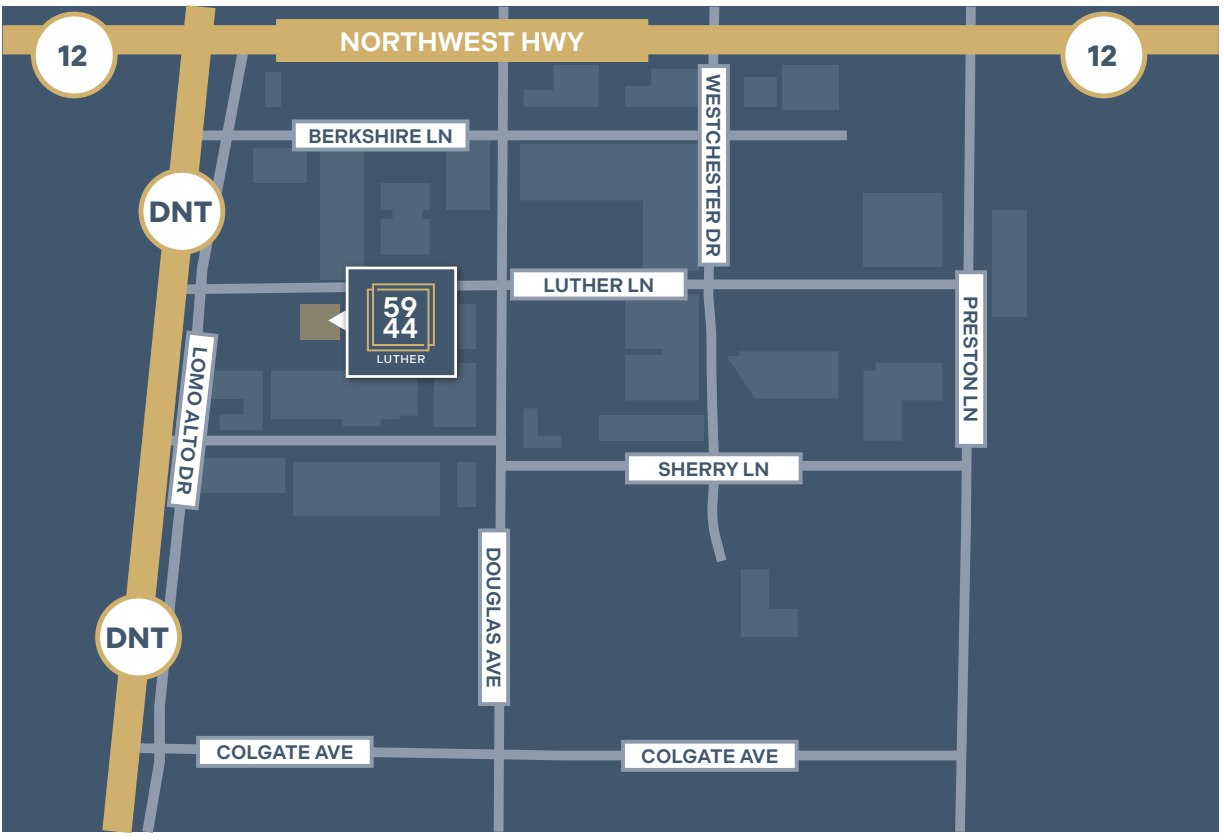 NORTHWEST HWY
12
12
WESTCHESTER DR
BERKSHIRE LN
DNT
LUTHER LN
59
44
LUTHER
PRESTON LN
LOMO ALTO DR
SHERRY LN
DOUGLAS AVE
DNT
COLGATE AVE
COLGATE AVE